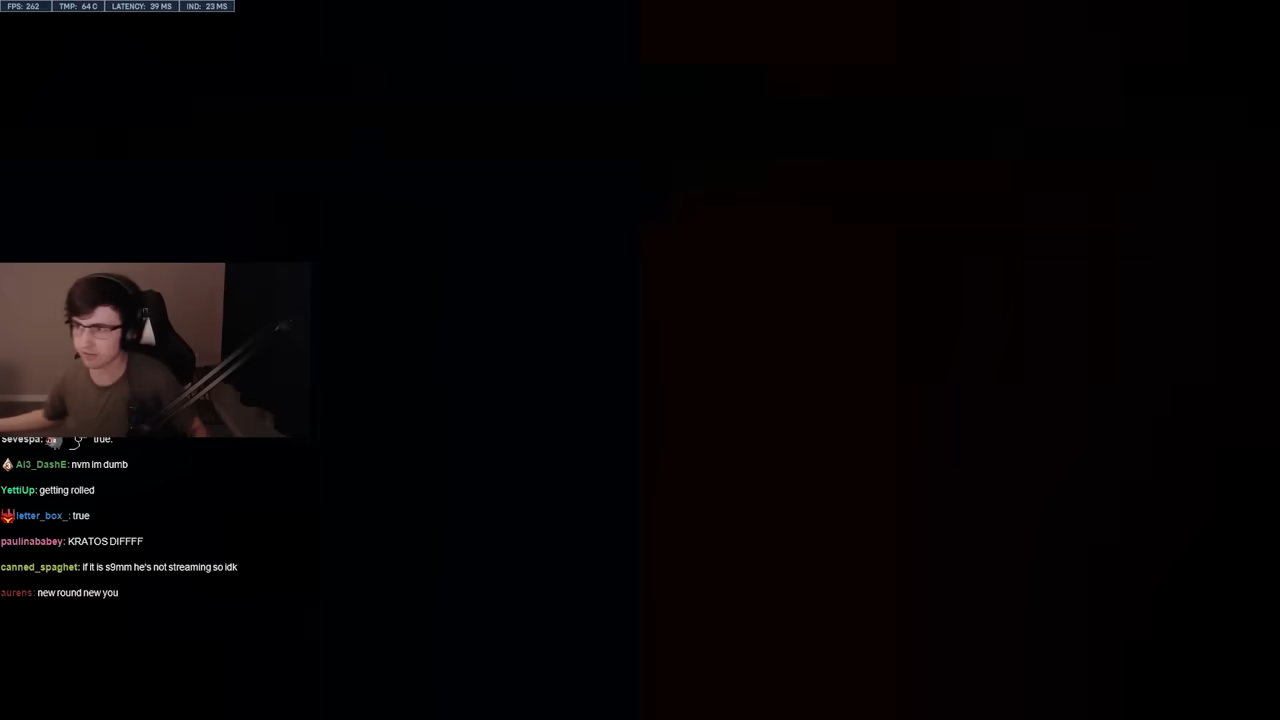 FPS: 262 TMP: 64 C LATENCY: 39 MS IND: 23 MS
Sevespa: true.
Ai3_DashE: nvm im dumb
YettiUp: getting rolled
letter_box_: true
paulinababey: KRATOS DIFFFF
canned_spaghet: if it is s9mm he's not streaming so idk
aurens: new round new you